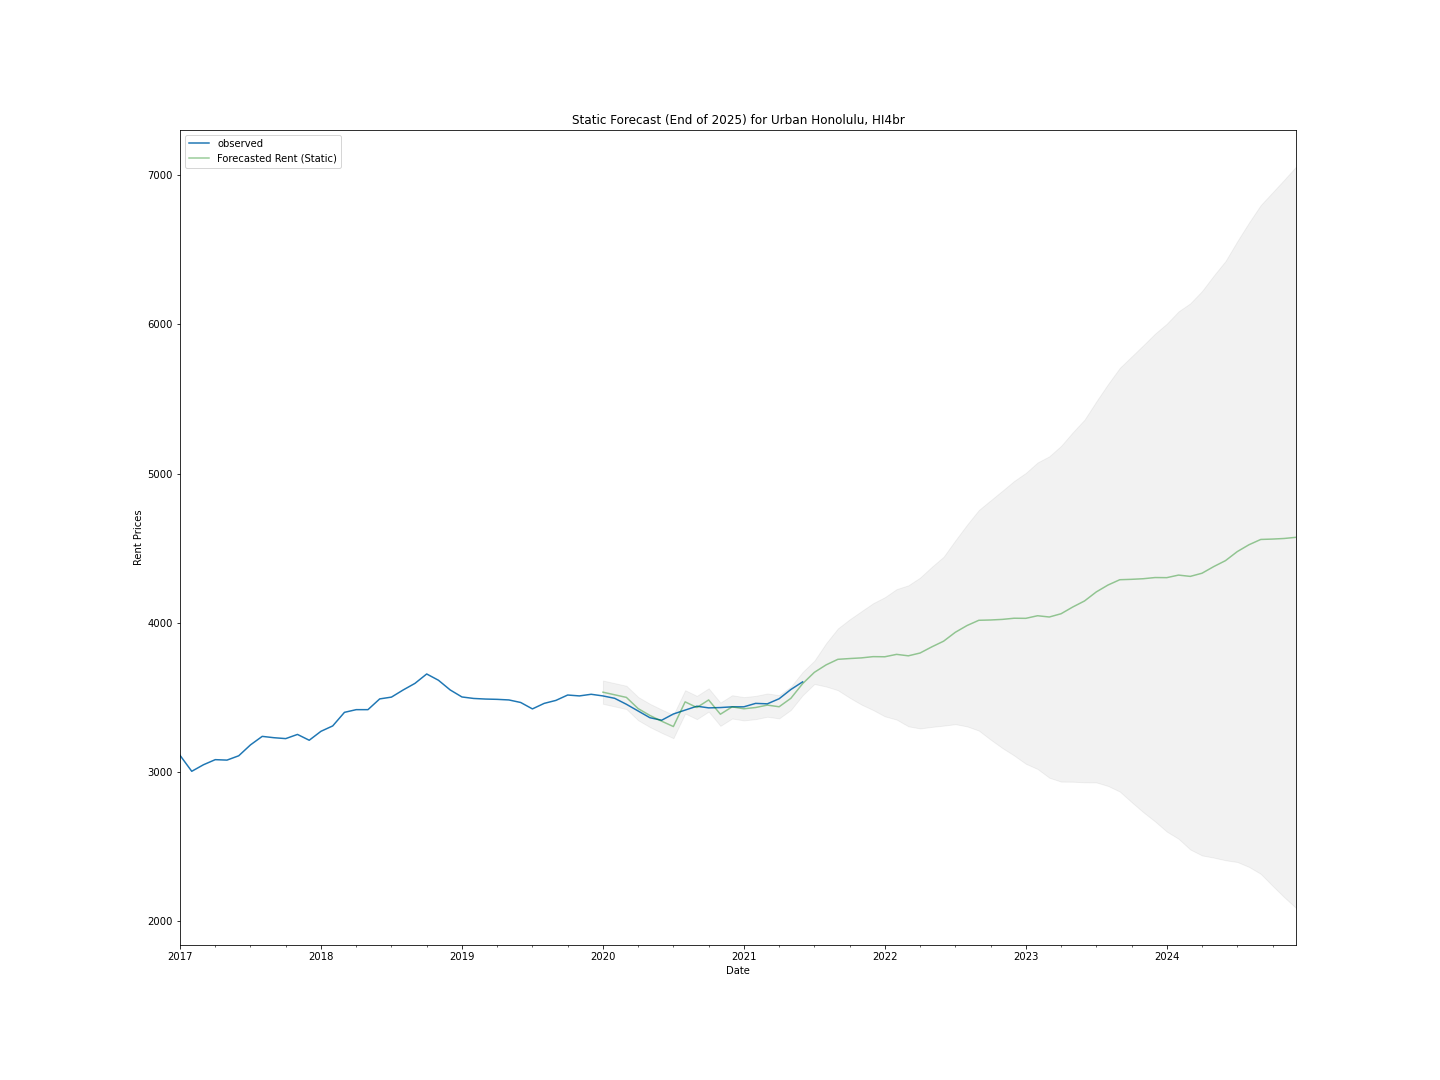 Static Forecast (End of 2025) for Urban Honolulu, HI4br
observed
Forecasted Rent (Static)
7000
6000
5000
4000
3000
2000
Rent Prices
2017 2018 2019 2020 2021 2022 2023 2024
Date